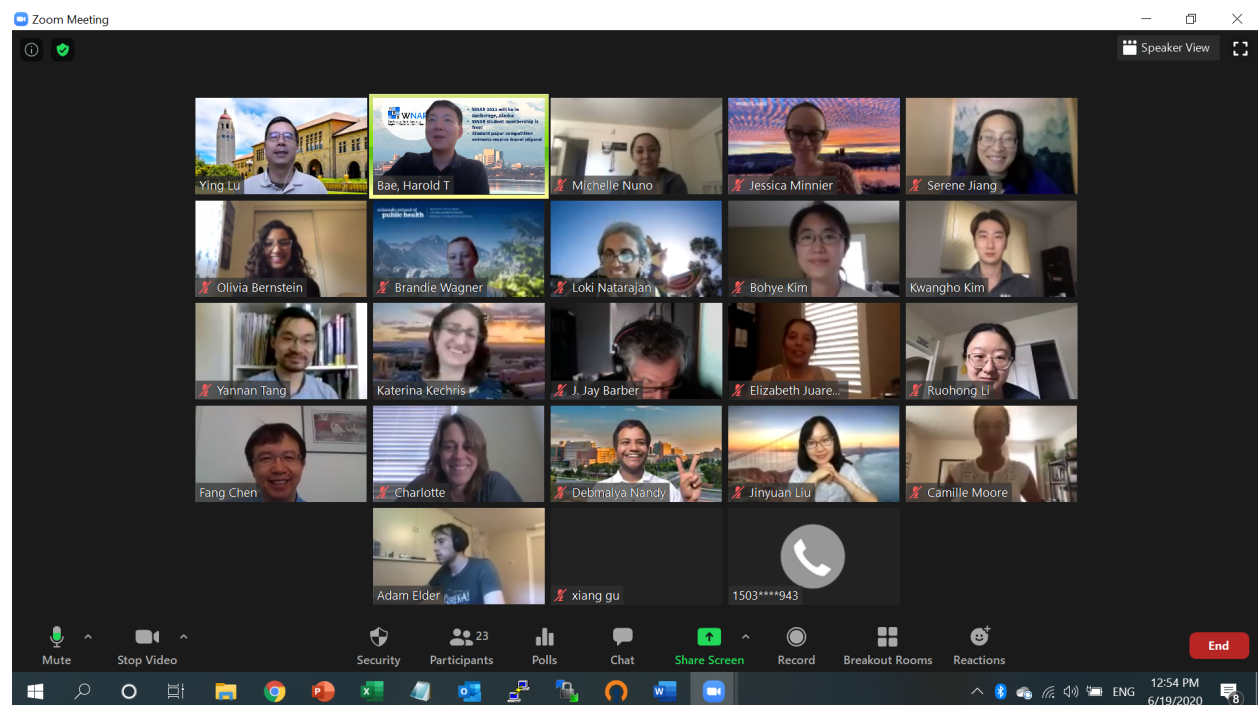 Zoom Meeting
Speaker View
WNAR
• WNAR 2021 will be in
Anchorage, Alaska
• WNAR student membership is
free!
• Student paper competition
entrants receive travel stipend
Ying Lu
Bae, Harold T
Michelle Nuno
Jessica Minnier
Serene Jiang
public health
Olivia Bernstein
Brandie Wagner
Loki Natarajan
Bohye Kim
Kwangho Kim
Yannan Tang
Katerina Kechris
J. Jay Barber
Elizabeth Juare...
Ruohong Li
Fang Chen
Charlotte
Debmalya Nandy
Jinyuan Liu
Camille Moore
EUREKA!
Adam Elder
xiang gu
1503****943
23
Mute
Stop Video
Security
Participants
Polls
Chat
Share Screen
Record
Breakout Rooms
Reactions
End
ENG
12:54 PM
6/19/2020
8